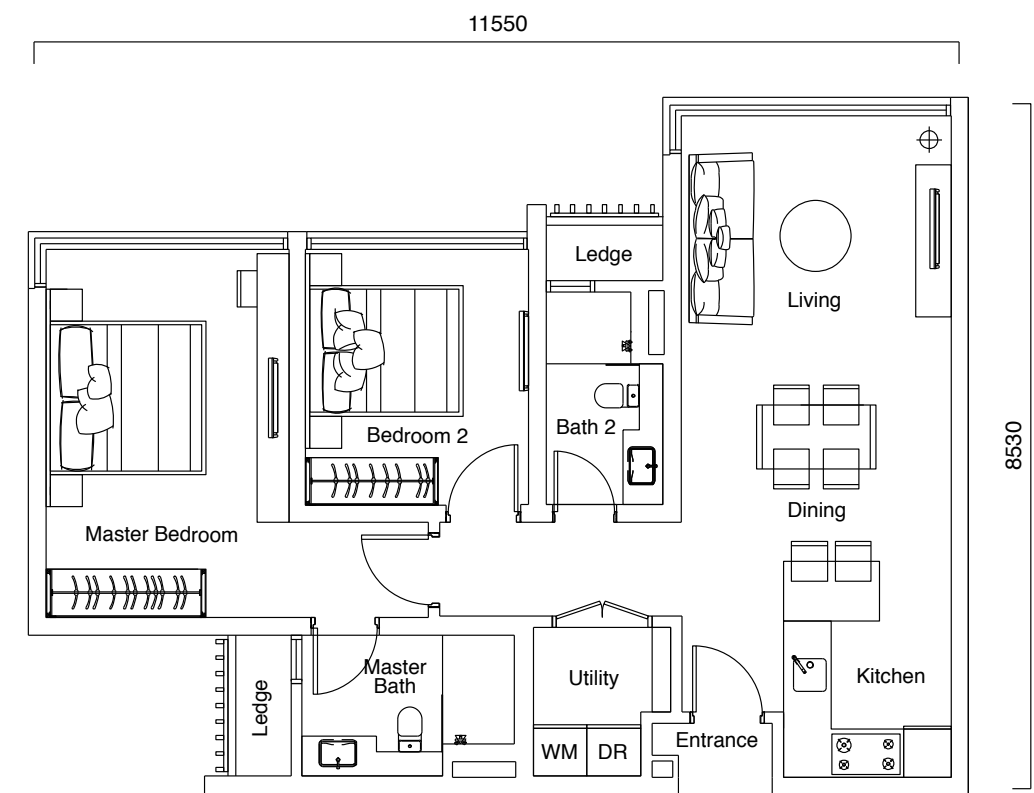 11550
Ledge
Living
Bedroom 2
Bath 2
8530
Dining
Master Bedroom
Master
Bath
Utility
Kitchen
Ledge
Entrance
WM
DR